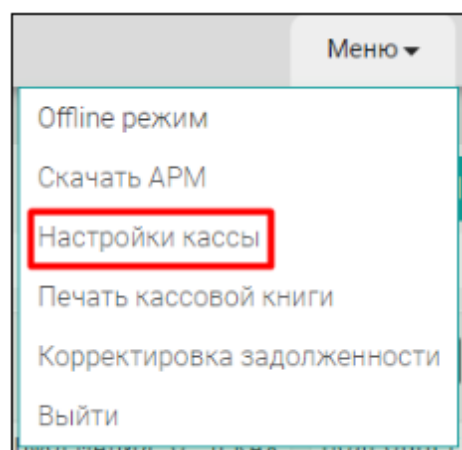 Меню
Offline режим
Скачать АРМ
Настройки кассы
Печать кассовой книги
Корректировка задолженности
Выйти